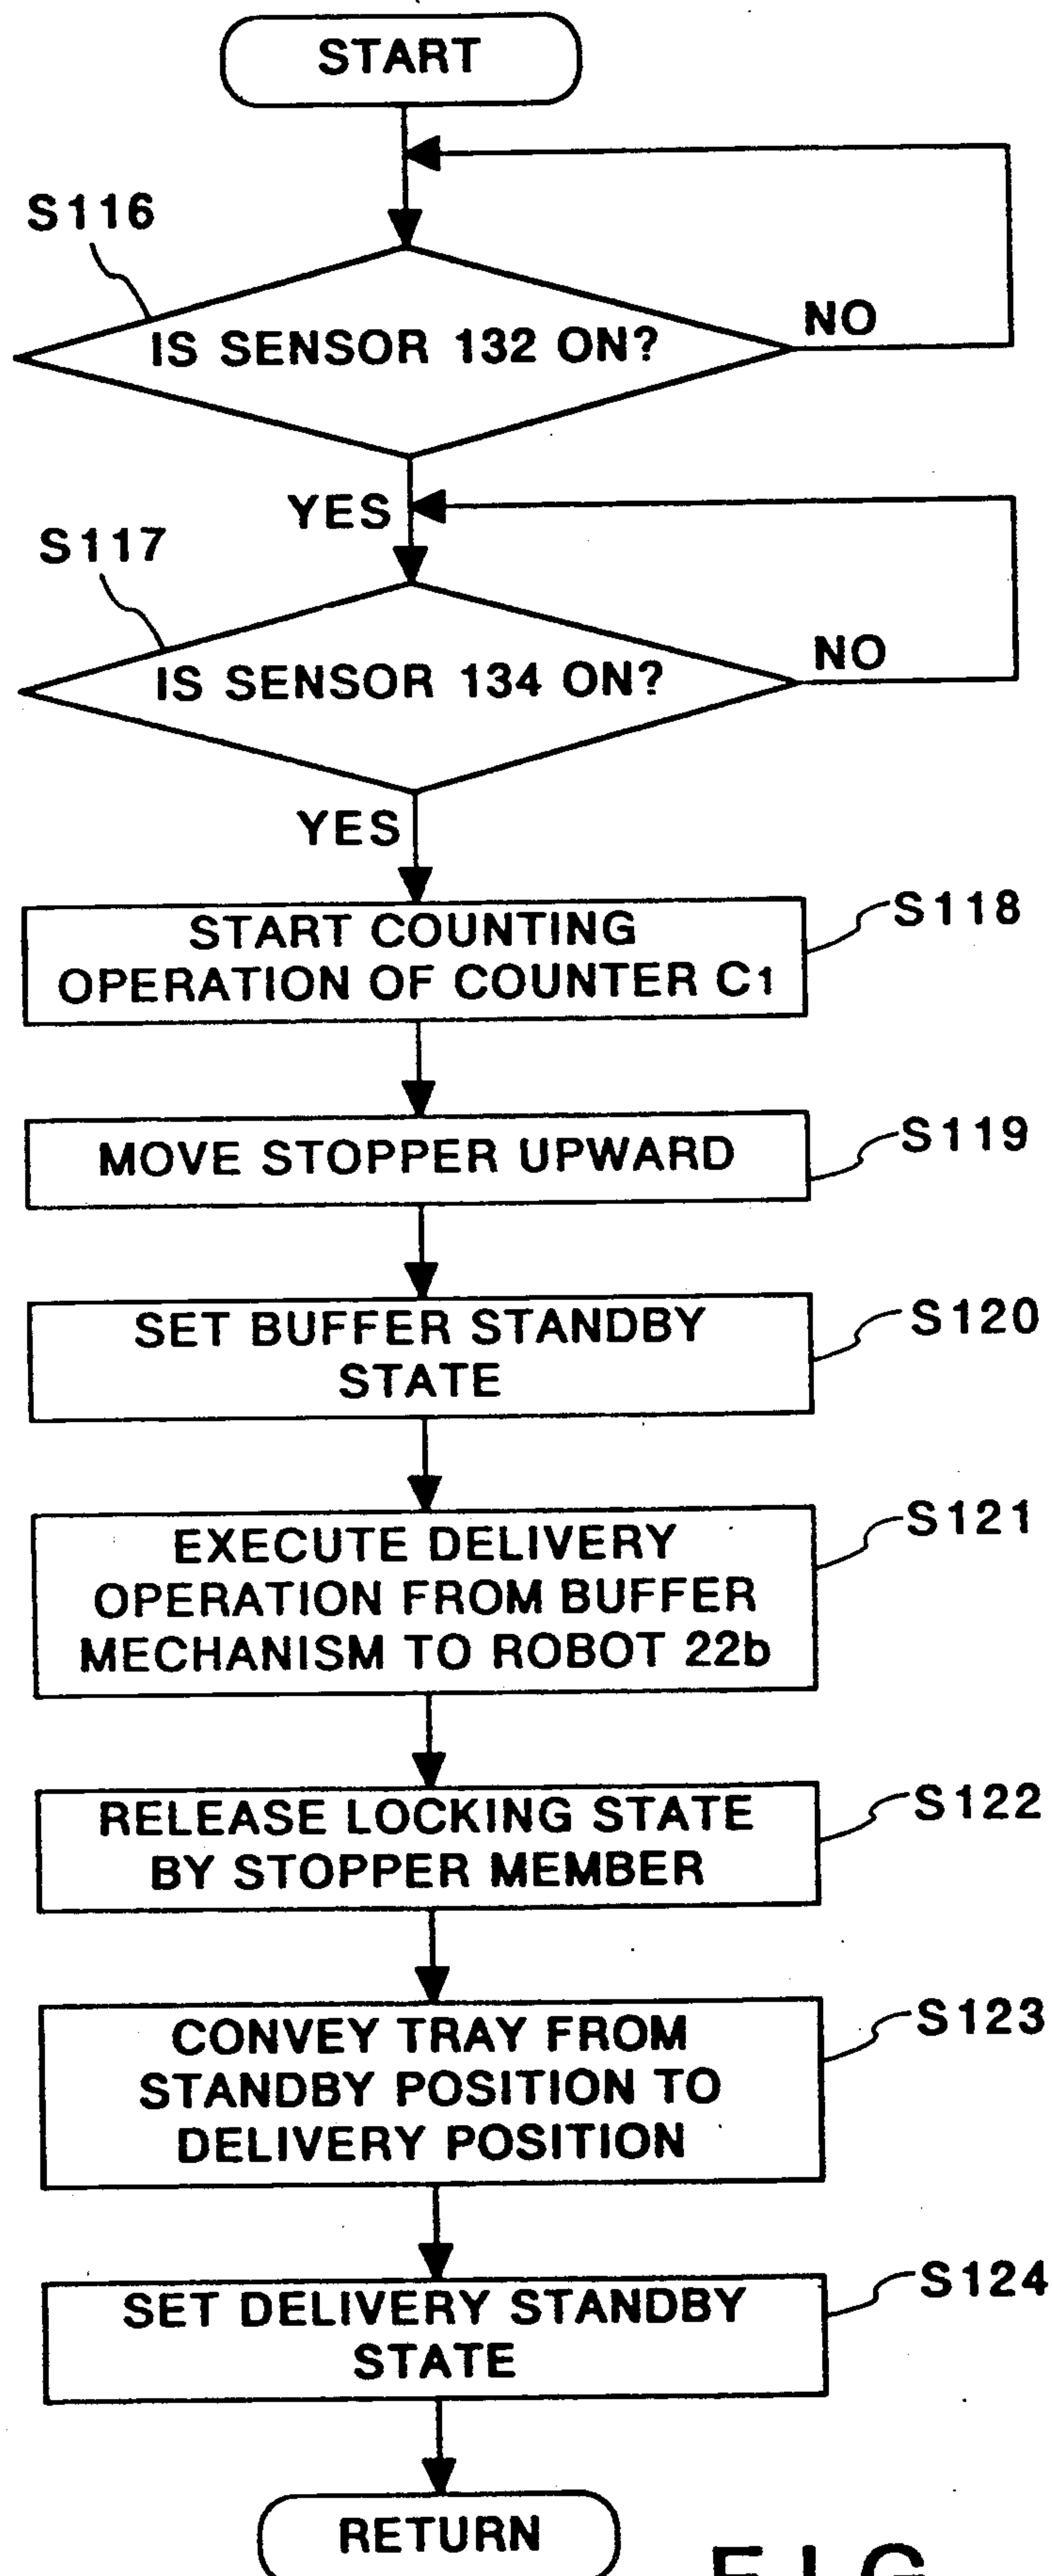 START
S116
IS SENSOR 132 ON?
NO
YES
S117
IS SENSOR 134 ON?
NO
YES
START COUNTING
OPERATION OF COUNTER C1
S118
MOVE STOPPER UPWARD
S119
SET BUFFER STANDBY
STATE
S120
EXECUTE DELIVERY
OPERATION FROM BUFFER
MECHANISM TO ROBOT 22b
S121
RELEASE LOCKING STATE
BY STOPPER MEMBER
S122
CONVEY TRAY FROM
STANDBY POSITION TO
DELIVERY POSITION
S123
SET DELIVERY STANDBY
STATE
S124
RETURN
FIG